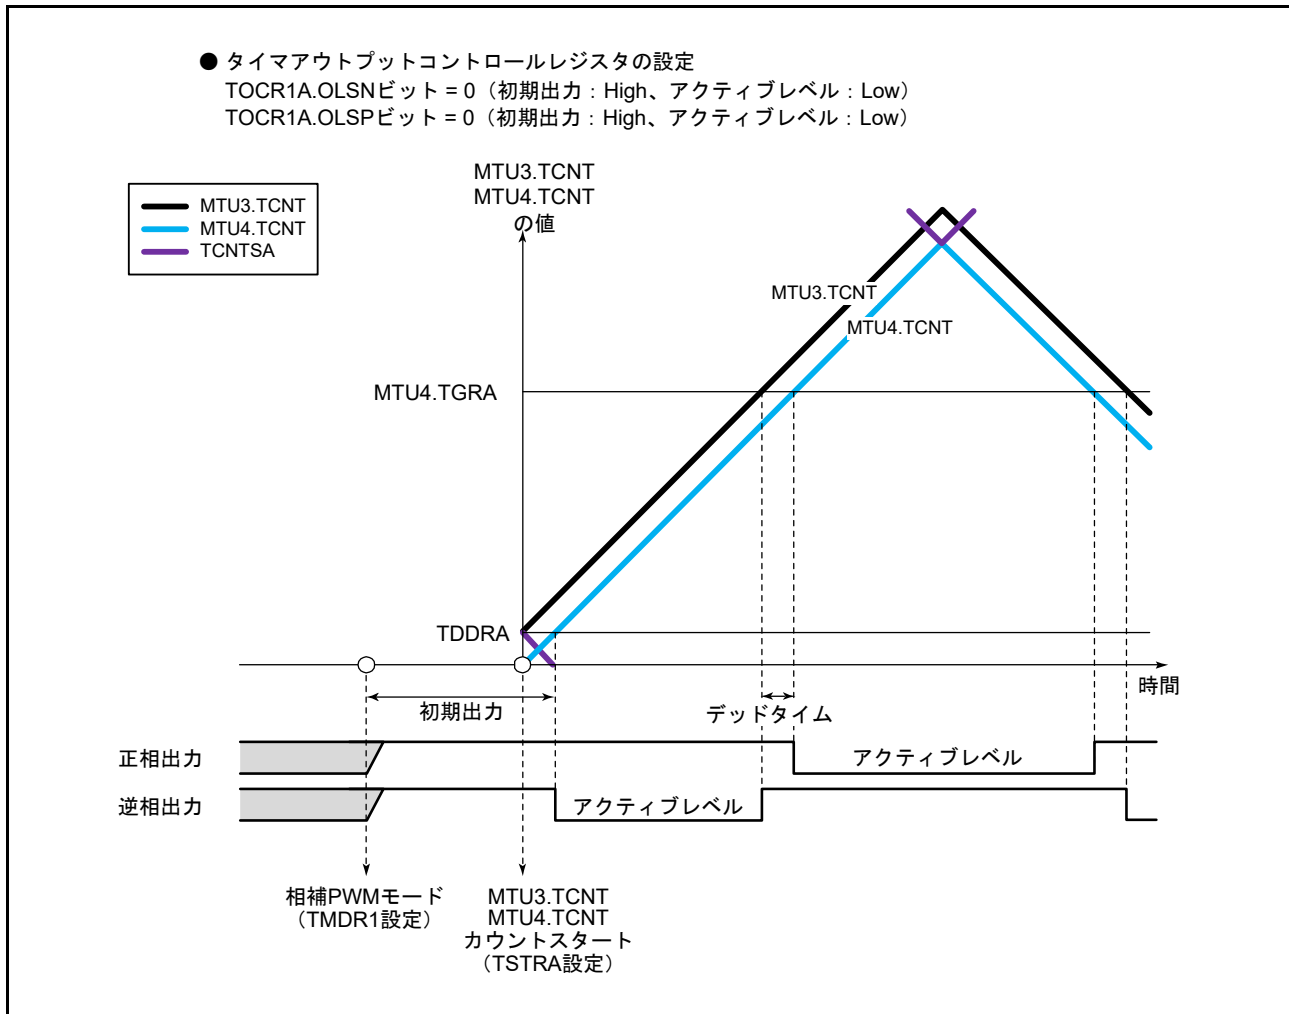 ● タイマアウトプットコントロールレジスタの設定
TOCR1A.OLSNビット = 0（初期出力：High、アクティブレベル：Low）
TOCR1A.OLSPビット = 0（初期出力：High、アクティブレベル：Low）
MTU3.TCNT
MTU4.TCNT
の値
MTU3.TCNT
MTU4.TCNT
TCNTSA
MTU3.TCNT
MTU4.TCNT
MTU4.TGRA
TDDRA
時間
初期出力
デッドタイム
正相出力
アクティブレベル
逆相出力
アクティブレベル
相補PWMモード
（TMDR1設定）
MTU3.TCNT
MTU4.TCNT
カウントスタート
（TSTRA設定）